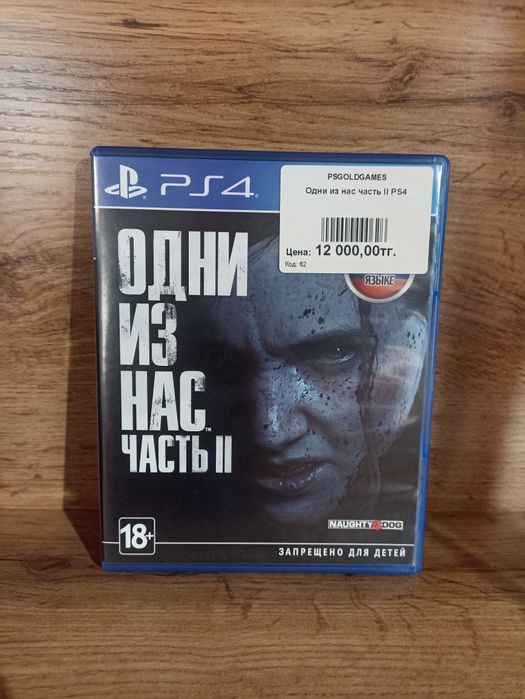 PS4
PSGOLDGAMES
Одни из нас часть II PS4
Цена: 12 000,00тг.
Код: 62
ЯЗЫКЕ
ОДНИ
ИЗ
НАС™
ЧАСТЬ II
NAUGHTY DOG
18+
ЗАПРЕЩЕНО ДЛЯ ДЕТЕЙ